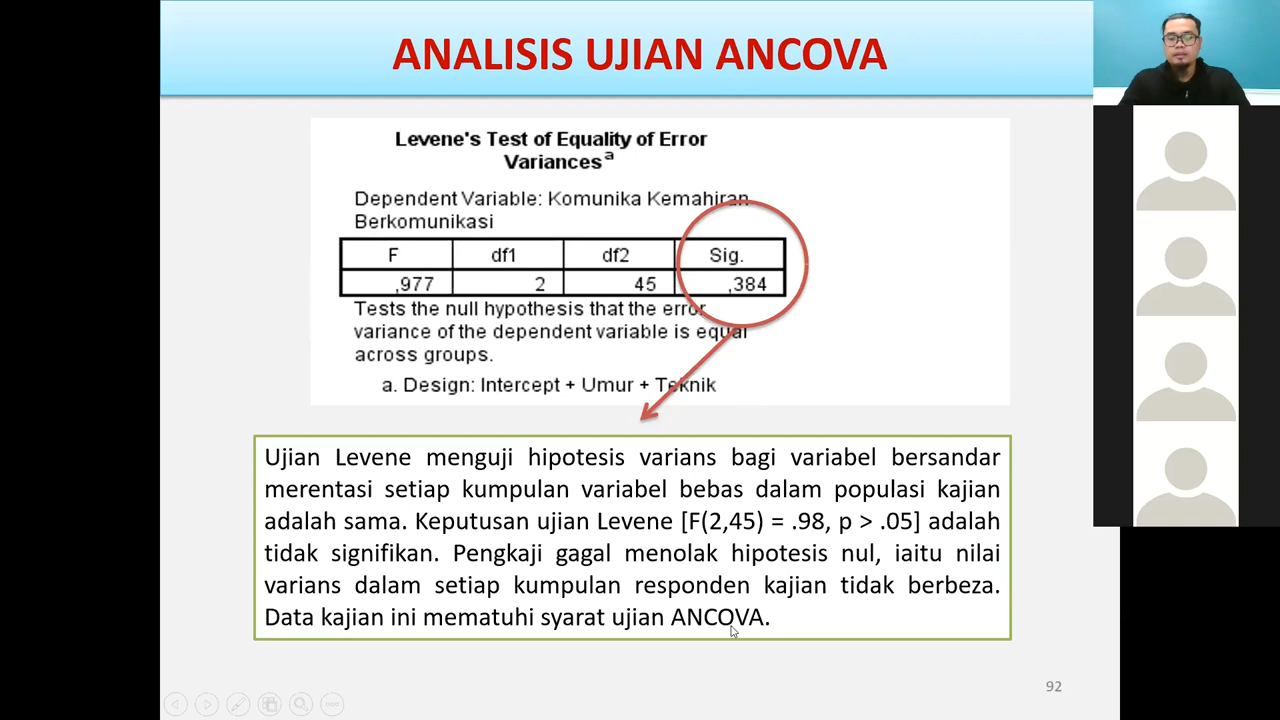 ANALISIS UJIAN ANCOVA
Levene's Test of Equality of Error
Variancesa
Dependent Variable: Komunika Kemahiran
Berkomunikasi
F df1 df2 Sig.
,977 2 45 ,384
Tests the null hypothesis that the error
variance of the dependent variable is equal
across groups.
a. Design: Intercept + Umur + Teknik
Ujian Levene menguji hipotesis varians bagi variabel bersandar
merentasi setiap kumpulan variabel bebas dalam populasi kajian
adalah sama. Keputusan ujian Levene [F(2,45) = .98, p > .05] adalah
tidak signifikan. Pengkaji gagal menolak hipotesis nul, iaitu nilai
varians dalam setiap kumpulan responden kajian tidak berbeza.
Data kajian ini mematuhi syarat ujian ANCOVA.
92